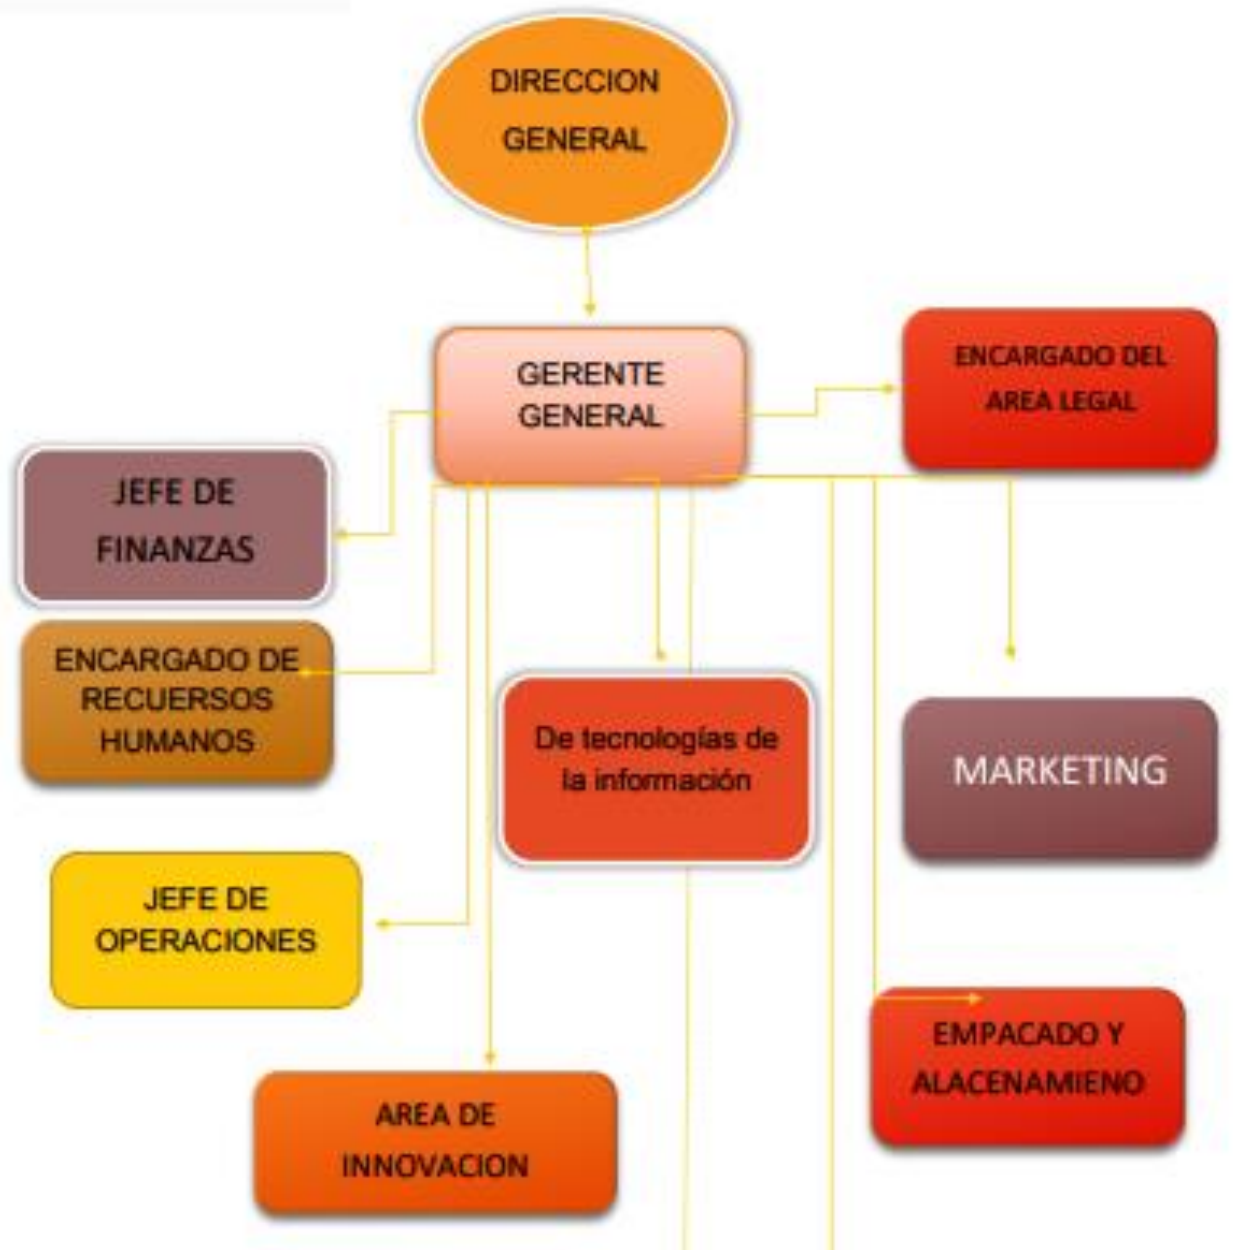 DIRECCION
GENERAL
GERENTE
GENERAL
ENCARGADO DEL
AREA LEGAL
JEFE DE
FINANZAS
ENCARGADO DE
RECUERSOS
HUMANOS
De tecnologías de
la información
MARKETING
JEFE DE
OPERACIONES
EMPACADO Y
ALACENAMIENO
AREA DE
INNOVACION